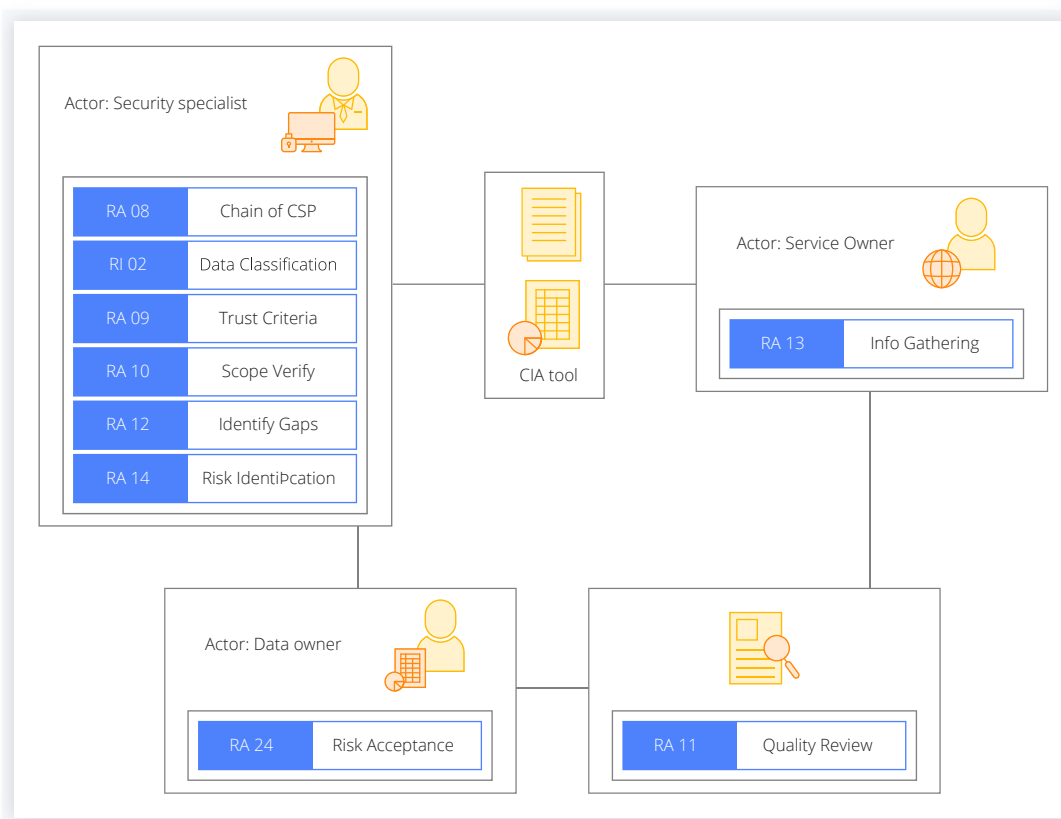 Actor: Security specialist
RA 08 Chain of CSP
RI 02 Data Classification
RA 09 Trust Criteria
RA 10 Scope Verify
RA 12 Identify Gaps
RA 14 Risk IdentiÞcation
CIA tool
Actor: Service Owner
RA 13 Info Gathering
Actor: Data owner
RA 24 Risk Acceptance
RA 11 Quality Review